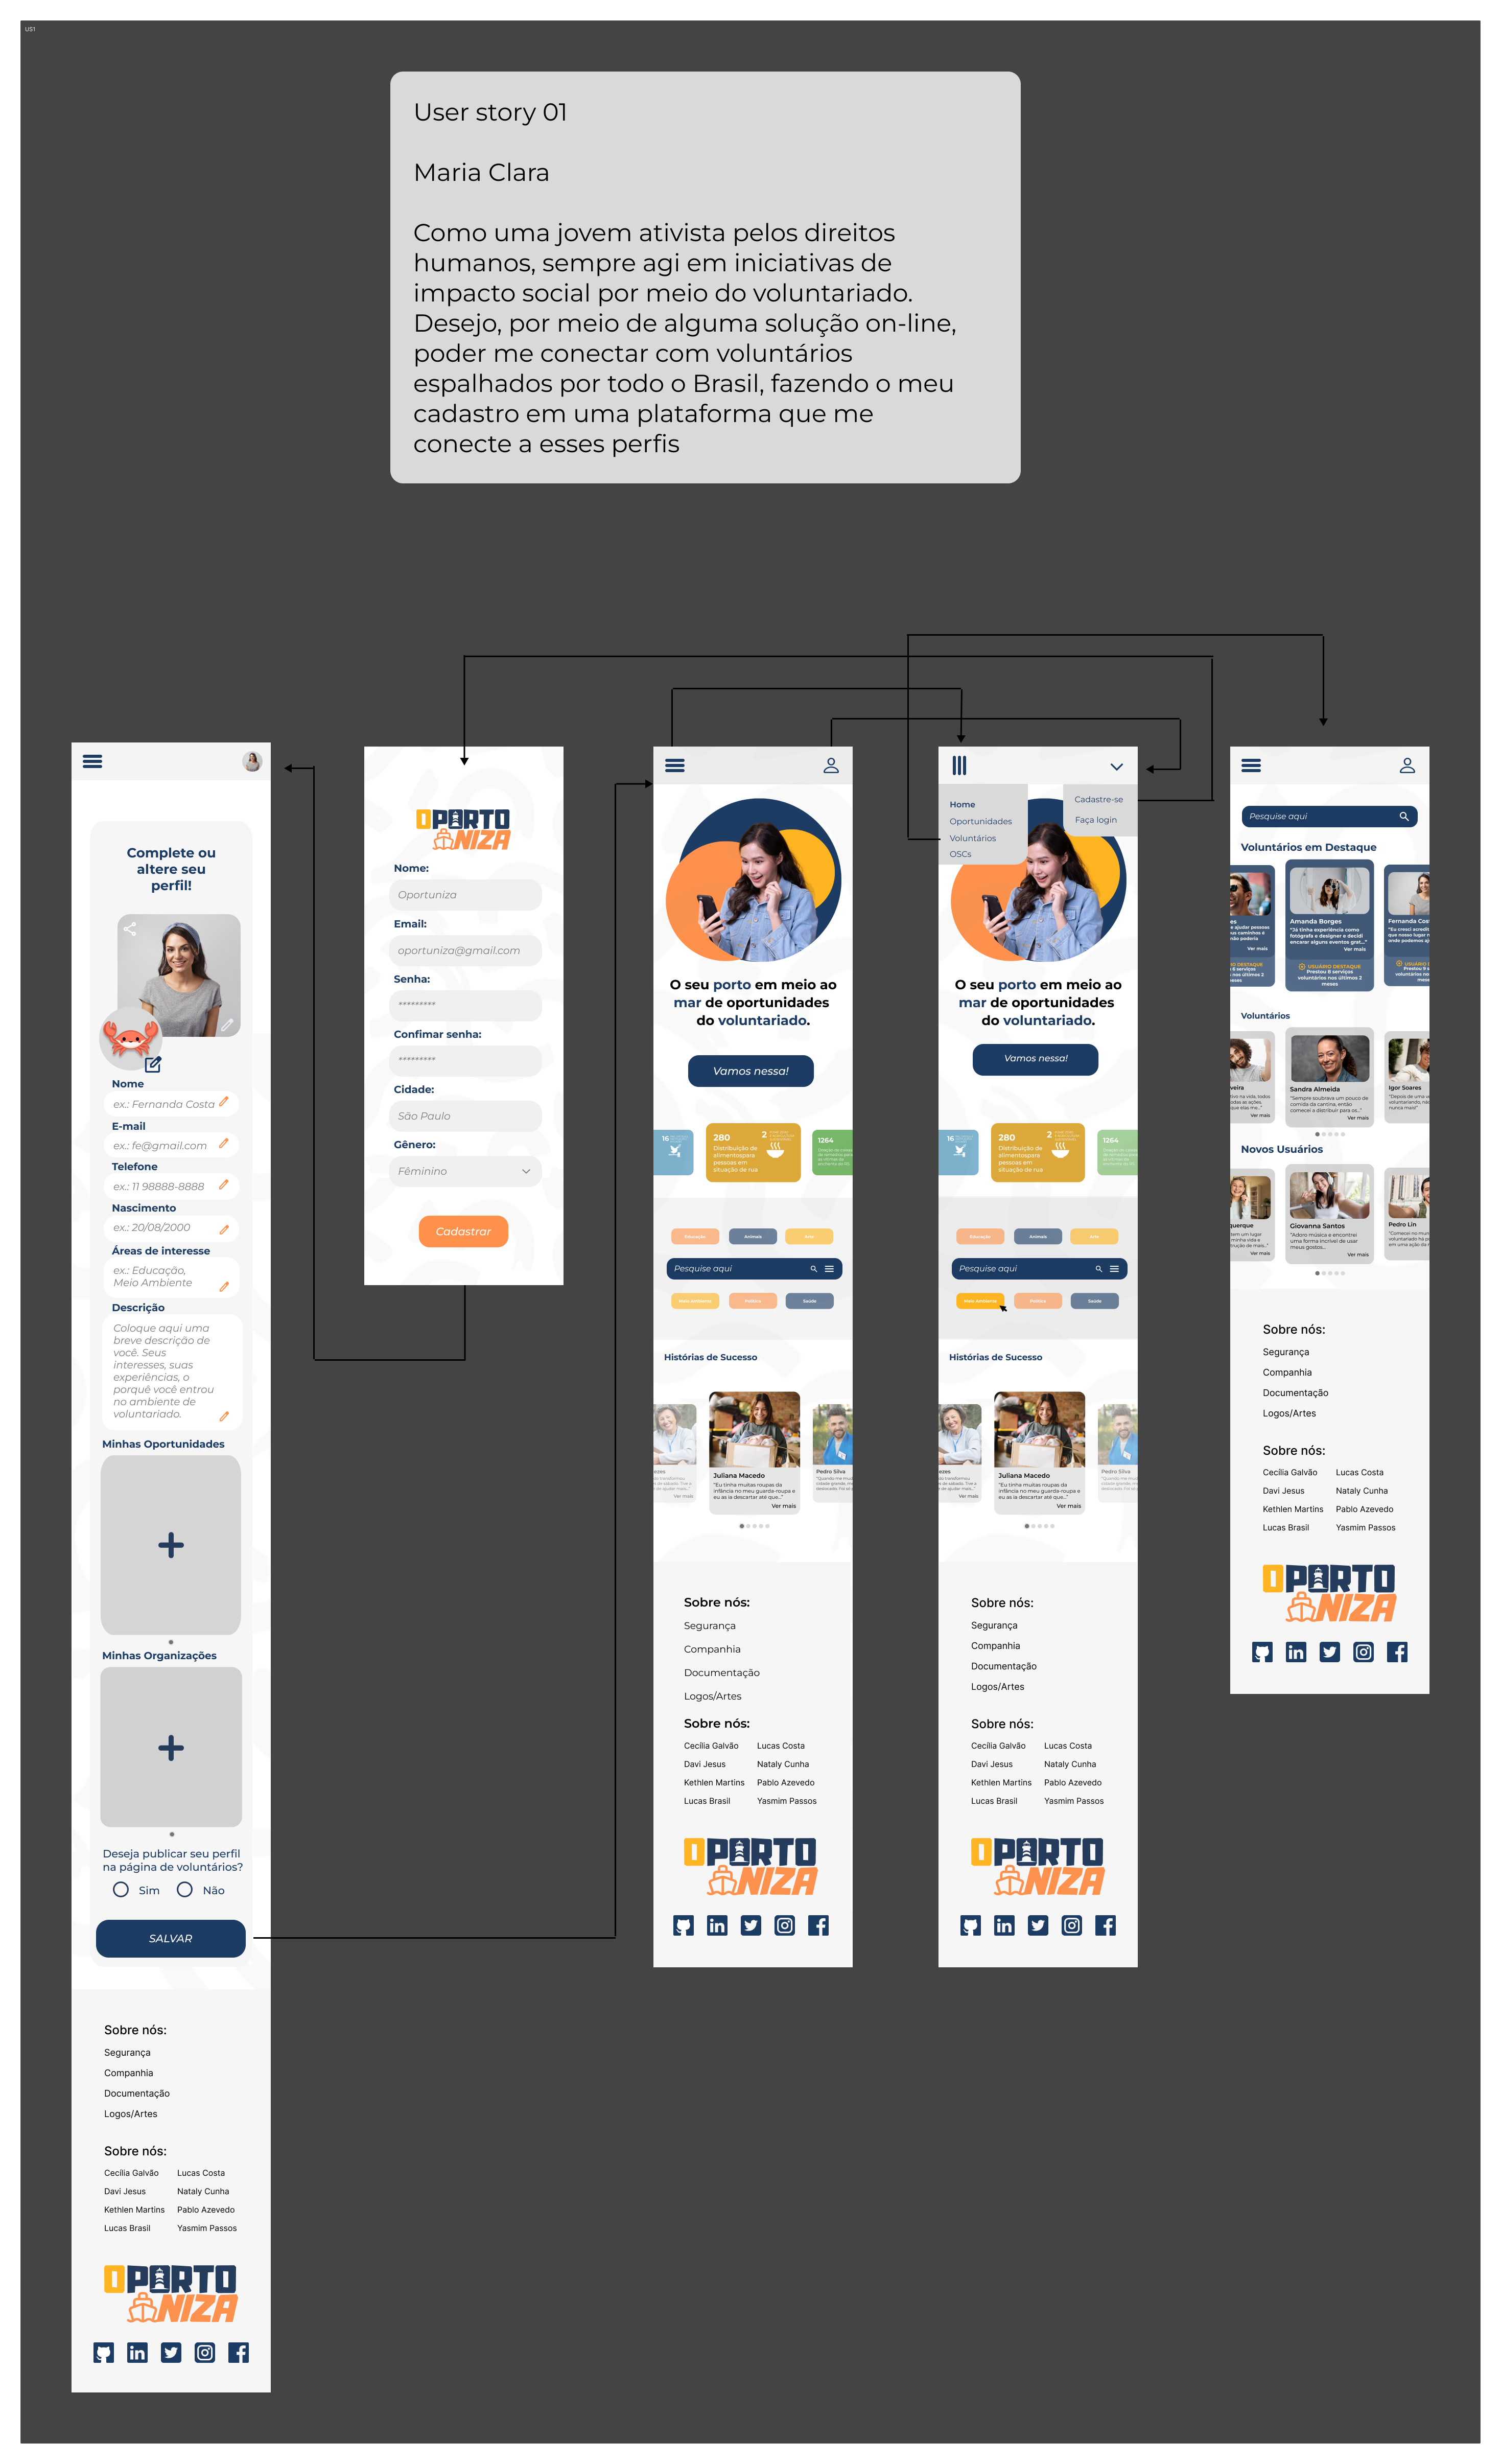 US1
User story 01
Maria Clara
Como uma jovem ativista pelos direitos
humanos, sempre agi em iniciativas de
impacto social por meio do voluntariado.
Desejo, por meio de alguma solução on-line,
poder me conectar com voluntários
espalhados por todo o Brasil, fazendo o meu
cadastro em uma plataforma que me
conecte a esses perfis
Complete ou
altere seu
perfil!
Nome
ex.: Fernanda Costa
E-mail
ex.: fe@gmail.com
Telefone
ex.: 11 98888-8888
Nascimento
ex.: 20/08/2000
Áreas de interesse
ex.: Educação,
Meio Ambiente
Descrição
Coloque aqui uma
breve descrição de
você. Seus
interesses, suas
experiências, o
porquê você entrou
no ambiente de
voluntariado.
Minhas Oportunidades
Minhas Organizações
Deseja publicar seu perfil
na página de voluntários?
Sim Não
SALVAR
Sobre nós:
Segurança
Companhia
Documentação
Logos/Artes
Sobre nós:
Cecília Galvão Lucas Costa
Davi Jesus Nataly Cunha
Kethlen Martins Pablo Azevedo
Lucas Brasil Yasmim Passos
OPORTO
NIZA
OPORTO
NIZA
Nome:
Oportuniza
Email:
oportuniza@gmail.com
Senha:
*********
Confimar senha:
*********
Cidade:
São Paulo
Gênero:
Fêminino
Cadastrar
O seu porto em meio ao
mar de oportunidades
do voluntariado.
Vamos nessa!
16
280
2
Distribuição de
alimentospara
pessoas em
situação de rua
1264
Educação Animais Arte
Pesquise aqui
Meio Ambiente Política Saúde
Histórias de Sucesso
Juliana Macedo
"Eu tinha muitas roupas da
infância no meu guarda-roupa e
eu as ia descartar até que..."
Ver mais
Ver mais
Pedro Silva
Sobre nós:
Segurança
Companhia
Documentação
Logos/Artes
Sobre nós:
Cecília Galvão Lucas Costa
Davi Jesus Nataly Cunha
Kethlen Martins Pablo Azevedo
Lucas Brasil Yasmim Passos
OPORTO
NIZA
Home
Oportunidades
Voluntários
OSCs
Cadastre-se
Faça login
O seu porto em meio ao
mar de oportunidades
do voluntariado.
Vamos nessa!
16
280
2
Distribuição de
alimentospara
pessoas em
situação de rua
1264
Educação Animais Arte
Pesquise aqui
Meio Ambiente Política Saúde
Histórias de Sucesso
Juliana Macedo
"Eu tinha muitas roupas da
infância no meu guarda-roupa e
eu as ia descartar até que..."
Ver mais
Ver mais
Pedro Silva
Sobre nós:
Segurança
Companhia
Documentação
Logos/Artes
Sobre nós:
Cecília Galvão Lucas Costa
Davi Jesus Nataly Cunha
Kethlen Martins Pablo Azevedo
Lucas Brasil Yasmim Passos
OPORTO
NIZA
Pesquise aqui
Voluntários em Destaque
Ver mais
Amanda Borges
"Já tinha experiência como
fotógrafa e designer e decidi
encarar alguns eventos grat..."
Ver mais
USUÁRIO DESTAQUE
Prestou 8 serviços
voluntários nos últimos 2
meses
Fernanda Cos
Voluntários
Ver mais
Sandra Almeida
"Sempre soubrava um pouco de
comida da cantina, então
comecei a distribuir para os..."
Ver mais
Igor Soares
Novos Usuários
Ver mais
Giovanna Santos
"Adoro música e encontrei
uma forma incrível de usar
meus gostos...
Ver mais
Pedro Lin
Sobre nós:
Segurança
Companhia
Documentação
Logos/Artes
Sobre nós:
Cecília Galvão Lucas Costa
Davi Jesus Nataly Cunha
Kethlen Martins Pablo Azevedo
Lucas Brasil Yasmim Passos
OPORTO
NIZA